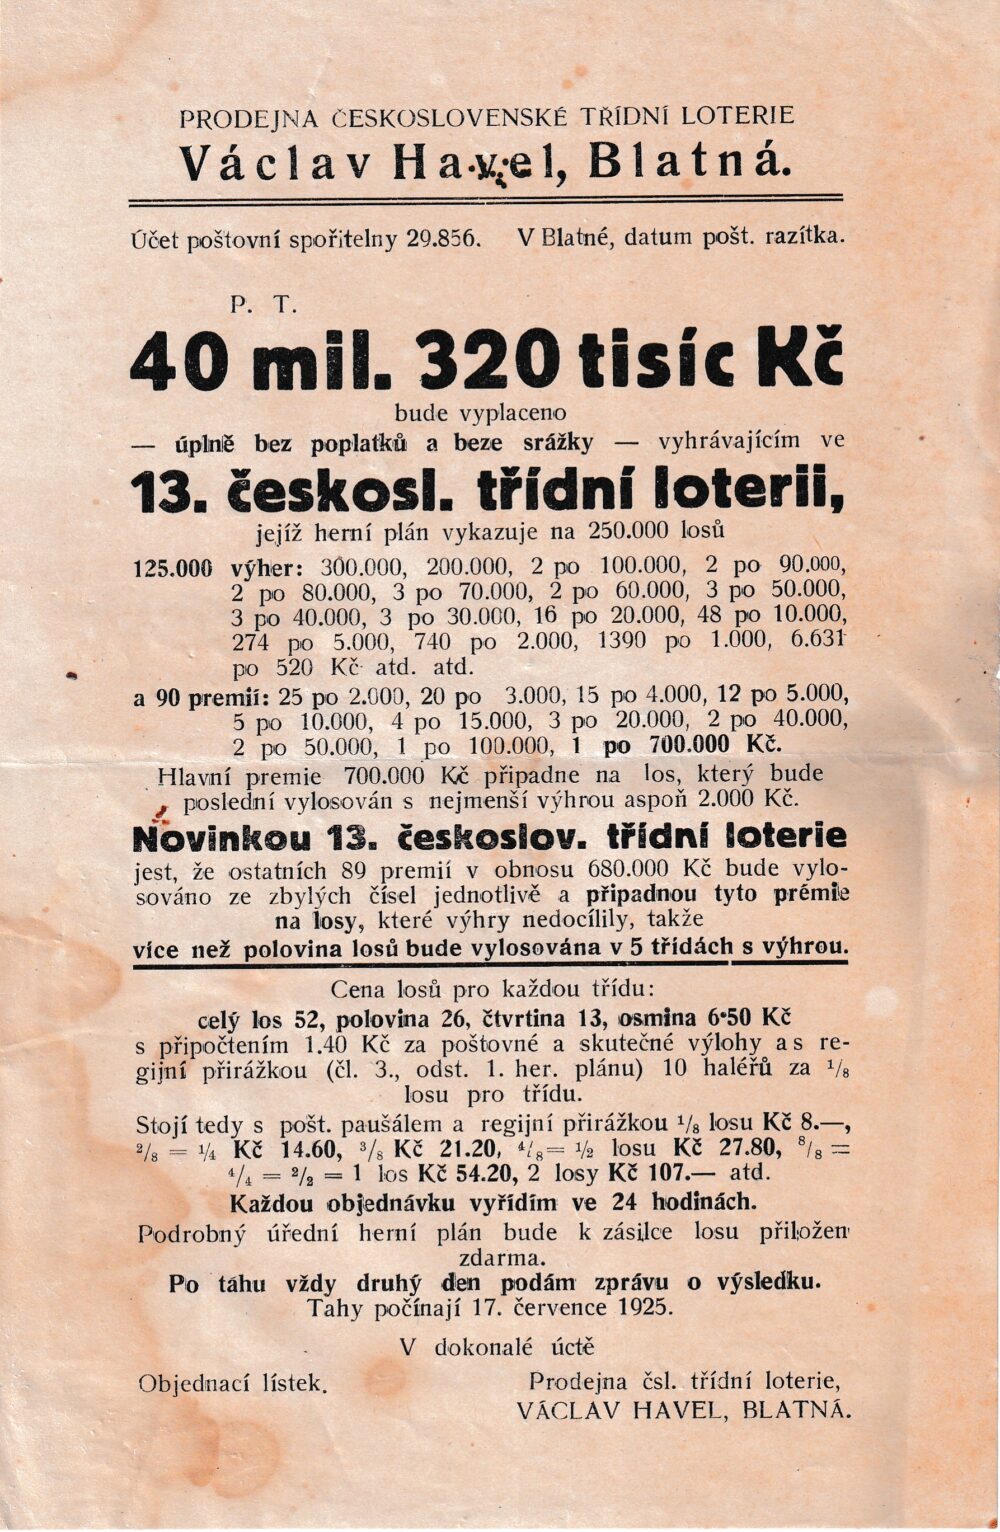 PRODEJNA ČESKOSLOVENSKÉ TŘÍDNÍ LOTERIE
Václav Havel, Blatná.
Účet poštovní spořitelny 29.856. V Blatné, datum pošt. razítka.
P. T.
40 mil. 320 tisíc Kč
bude vyplaceno
— úplně bez poplatků a beze srážky — vyhrávajícím ve
13. českosl. třídní loterii,
jejíž herní plán vykazuje na 250.000 losů
125.000 výher: 300.000, 200.000, 2 po 100.000, 2 po 90.000,
2 po 80.000, 3 po 70.000, 2 po 60.000, 3 po 50.000,
3 po 40.000, 3 po 30.000, 16 po 20.000, 48 po 10.000,
274 po 5.000, 740 po 2.000, 1390 po 1.000, 6.631
po 520 Kč atd. atd.
a 90 premií: 25 po 2.000, 20 po 3.000, 15 po 4.000, 12 po 5.000,
5 po 10.000, 4 po 15.000, 3 po 20.000, 2 po 40.000,
2 po 50.000, 1 po 100.000, 1 po 700.000 Kč.
Hlavní premie 700.000 Kč připadne na los, který bude
poslední vylosován s nejmenší výhrou aspoň 2.000 Kč.
Novinkou 13. českoslov. třídní loterie
jest, že ostatních 89 premií v obnosu 680.000 Kč bude vylo-
sováno ze zbylých čísel jednotlivě a připadnou tyto prémie
na losy, které výhry nedocílily, takže
více než polovina losů bude vylosována v 5 třídách s výhrou.
Cena losů pro každou třídu:
celý los 52, polovina 26, čtvrtina 13, osmina 6·50 Kč
s připočtením 1.40 Kč za poštovné a skutečné výlohy a s re-
gijní přirážkou (čl. 3., odst. 1. her. plánu) 10 haléřů za 1/8
losu pro třídu.
Stojí tedy s pošt. paušálem a regijní přirážkou 1/8 losu Kč 8.—,
2/8 = 1/4 Kč 14.60, 3/8 Kč 21.20, 4/8 = 1/2 losu Kč 27.80, 8/8 =
4/4 = 2/2 = 1 los Kč 54.20, 2 losy Kč 107.— atd.
Každou objednávku vyřídím ve 24 hodinách.
Podrobný úřední herní plán bude k zásilce losu přiložen
zdarma.
Po tahu vždy druhý den podám zprávu o výsledku.
Tahy počínají 17. července 1925.
V dokonalé úctě
Objednací lístek.
Prodejna čsl. třídní loterie,
VÁCLAV HAVEL, BLATNÁ.